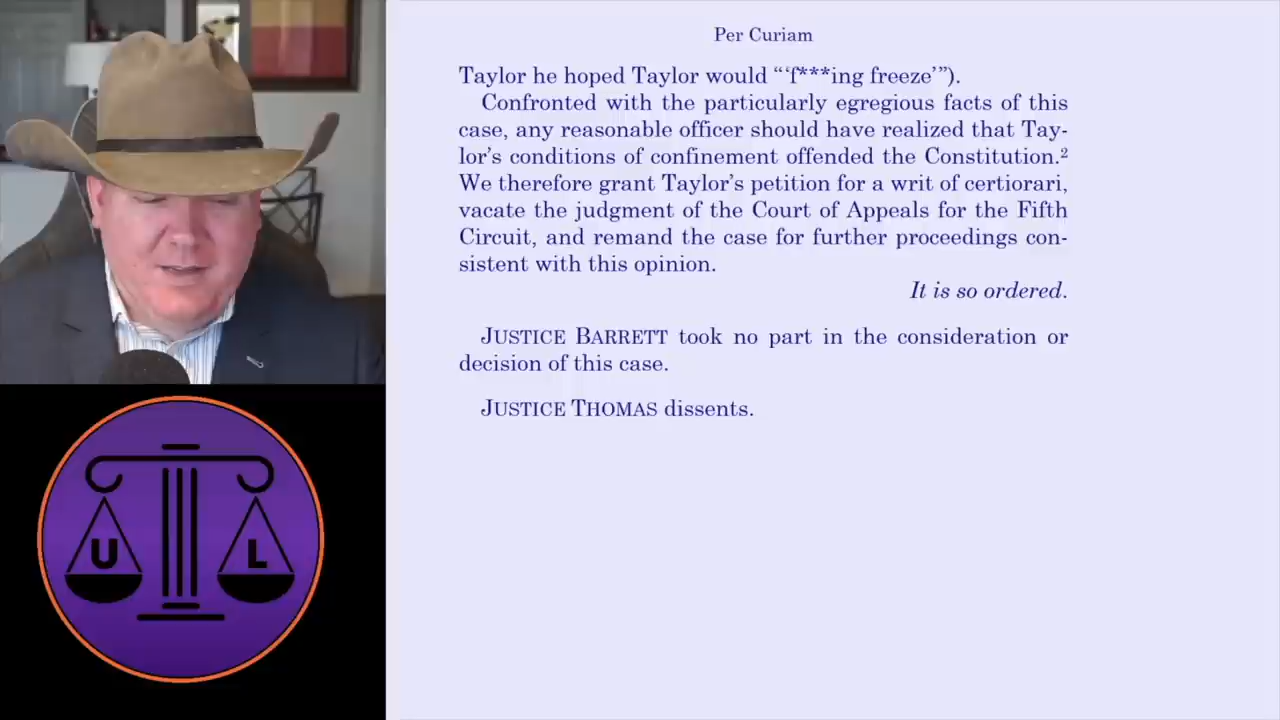 Per Curiam
Taylor he hoped Taylor would “‘f***ing freeze’”).
Confronted with the particularly egregious facts of this
case, any reasonable officer should have realized that Tay-
lor’s conditions of confinement offended the Constitution.²
We therefore grant Taylor’s petition for a writ of certiorari,
vacate the judgment of the Court of Appeals for the Fifth
Circuit, and remand the case for further proceedings con-
sistent with this opinion.
It is so ordered.
JUSTICE BARRETT took no part in the consideration or
decision of this case.
JUSTICE THOMAS dissents.
U L